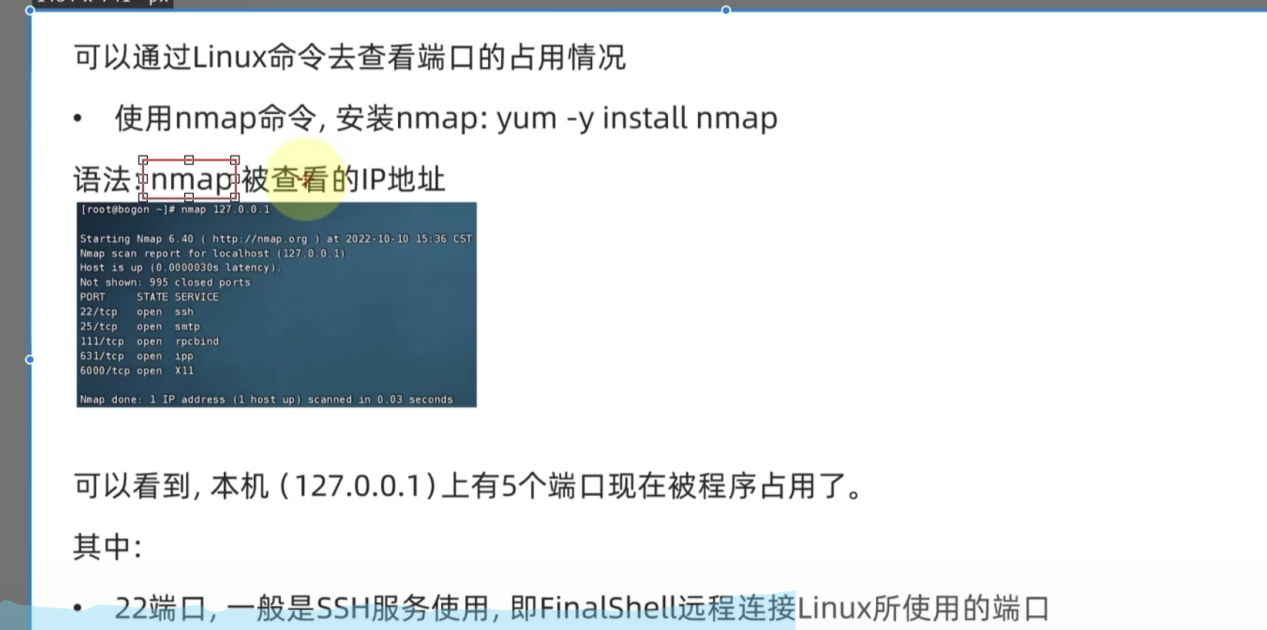 可以通过Linux命令去查看端口的占用情况
• 使用nmap命令, 安装nmap: yum -y install nmap
语法: nmap 被查看的IP地址
[root@bogon ~]# nmap 127.0.0.1
Starting Nmap 6.40 ( http://nmap.org ) at 2022-10-10 15:36 CST
Nmap scan report for localhost (127.0.0.1)
Host is up (0.0000030s latency).
Not shown: 995 closed ports
PORT     STATE SERVICE
22/tcp   open  ssh
25/tcp   open  smtp
111/tcp  open  rpcbind
631/tcp  open  ipp
6000/tcp open  X11
Nmap done: 1 IP address (1 host up) scanned in 0.03 seconds
可以看到, 本机 (127.0.0.1) 上有5个端口现在被程序占用了。
其中:
• 22端口, 一般是SSH服务使用, 即FinalShell远程连接Linux所使用的端口